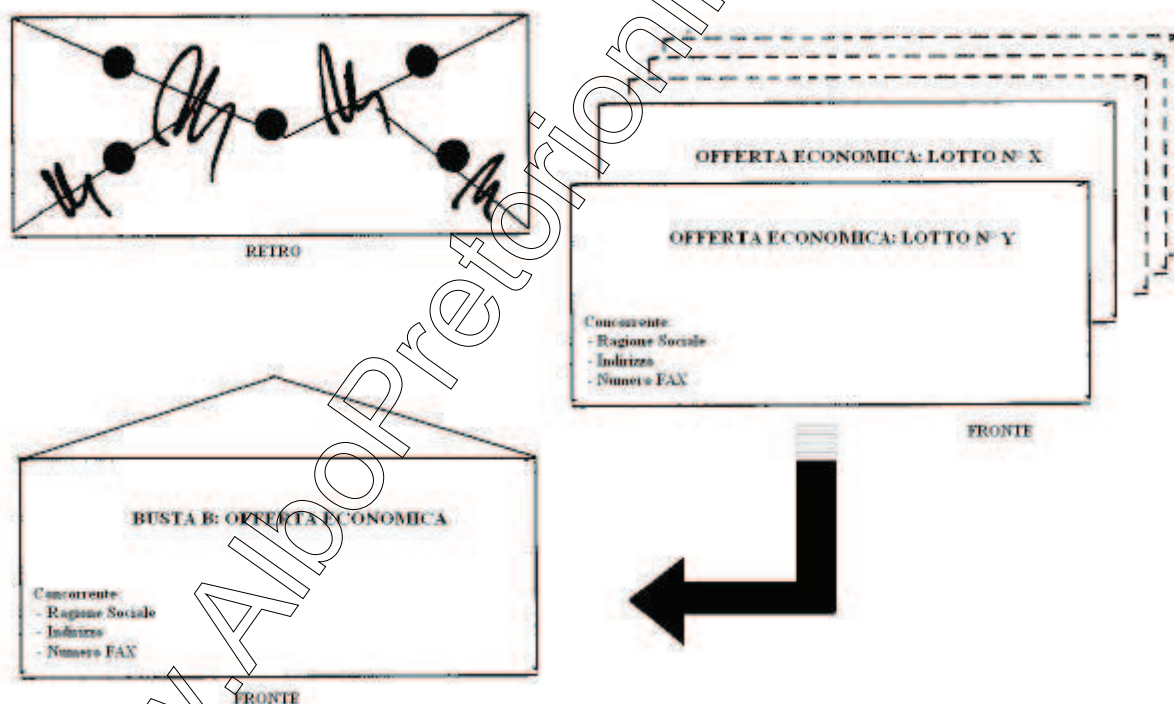 RETRO
OFFERTA ECONOMICA: LOTTO N° X
OFFERTA ECONOMICA: LOTTO N° Y
Concorrente:
- Ragione Sociale
- Indirizzo
- Numero FAX
FRONTE
BUSTA B: OFFERTA ECONOMICA
Concorrente:
- Ragione Sociale
- Indirizzo
- Numero FAX
FRONTE
.AlboPretorionl